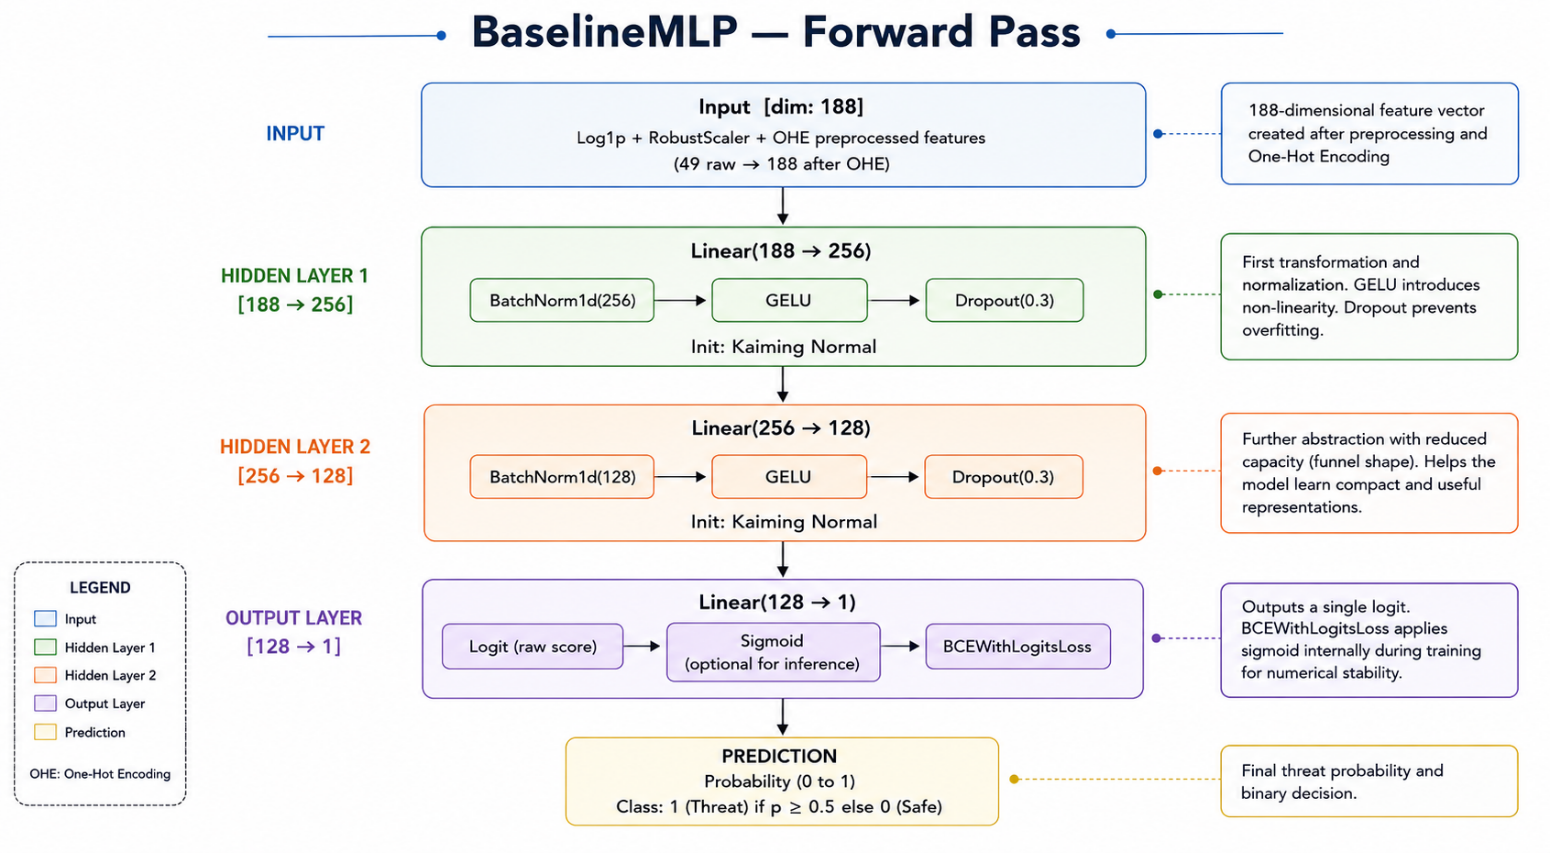 BaselineMLP — Forward Pass
INPUT
Input [dim: 188]
Log1p + RobustScaler + OHE preprocessed features
(49 raw → 188 after OHE)
188-dimensional feature vector
created after preprocessing and
One-Hot Encoding
HIDDEN LAYER 1
[188 → 256]
Linear(188 → 256)
BatchNorm1d(256)
GELU
Dropout(0.3)
Init: Kaiming Normal
First transformation and
normalization. GELU introduces
non-linearity. Dropout prevents
overfitting.
HIDDEN LAYER 2
[256 → 128]
Linear(256 → 128)
BatchNorm1d(128)
GELU
Dropout(0.3)
Init: Kaiming Normal
Further abstraction with reduced
capacity (funnel shape). Helps the
model learn compact and useful
representations.
OUTPUT LAYER
[128 → 1]
Linear(128 → 1)
Logit (raw score)
Sigmoid
(optional for inference)
BCEWithLogitsLoss
Outputs a single logit.
BCEWithLogitsLoss applies
sigmoid internally during training
for numerical stability.
PREDICTION
Probability (0 to 1)
Class: 1 (Threat) if p ≥ 0.5 else 0 (Safe)
Final threat probability and
binary decision.
LEGEND
Input
Hidden Layer 1
Hidden Layer 2
Output Layer
Prediction
OHE: One-Hot Encoding